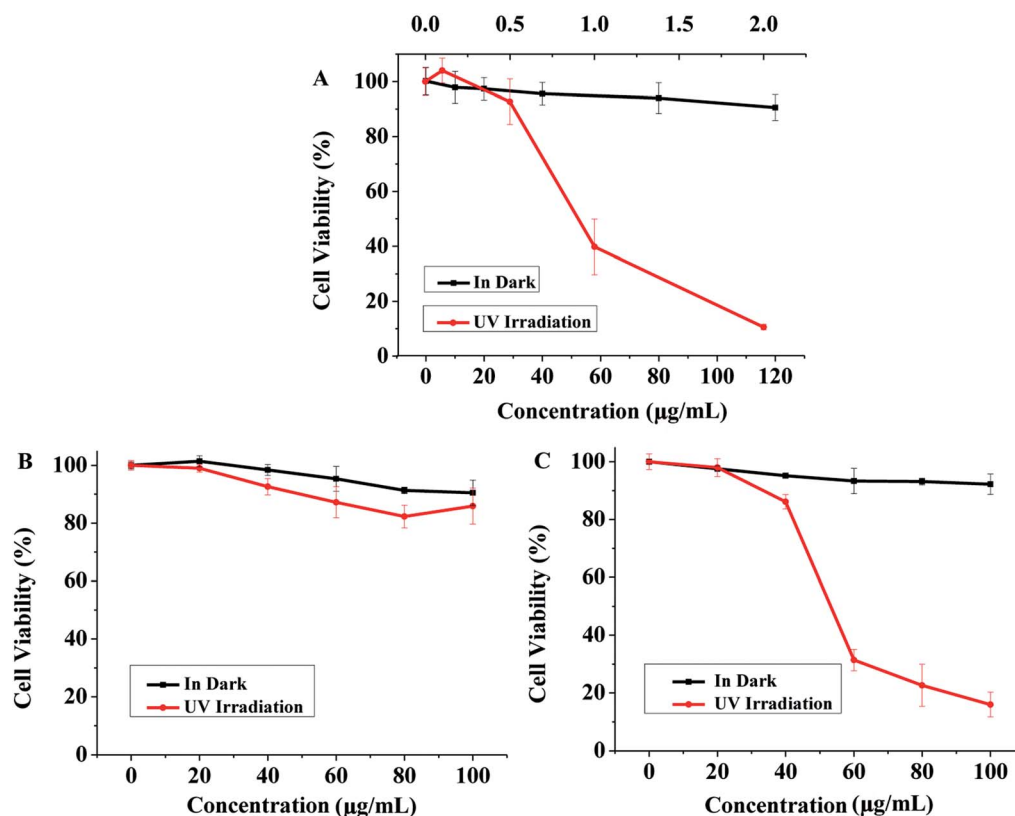 0.0 0.5 1.0 1.5 2.0
A
100
80
60
40
20
0
Cell Viability (%)
In Dark
UV Irradiation
0 20 40 60 80 100 120
Concentration (μg/mL)
B
100
80
60
40
20
0
Cell Viability (%)
In Dark
UV Irradiation
0 20 40 60 80 100
Concentration (μg/mL)
C
100
80
60
40
20
0
Cell Viability (%)
In Dark
UV Irradiation
0 20 40 60 80 100
Concentration (μg/mL)